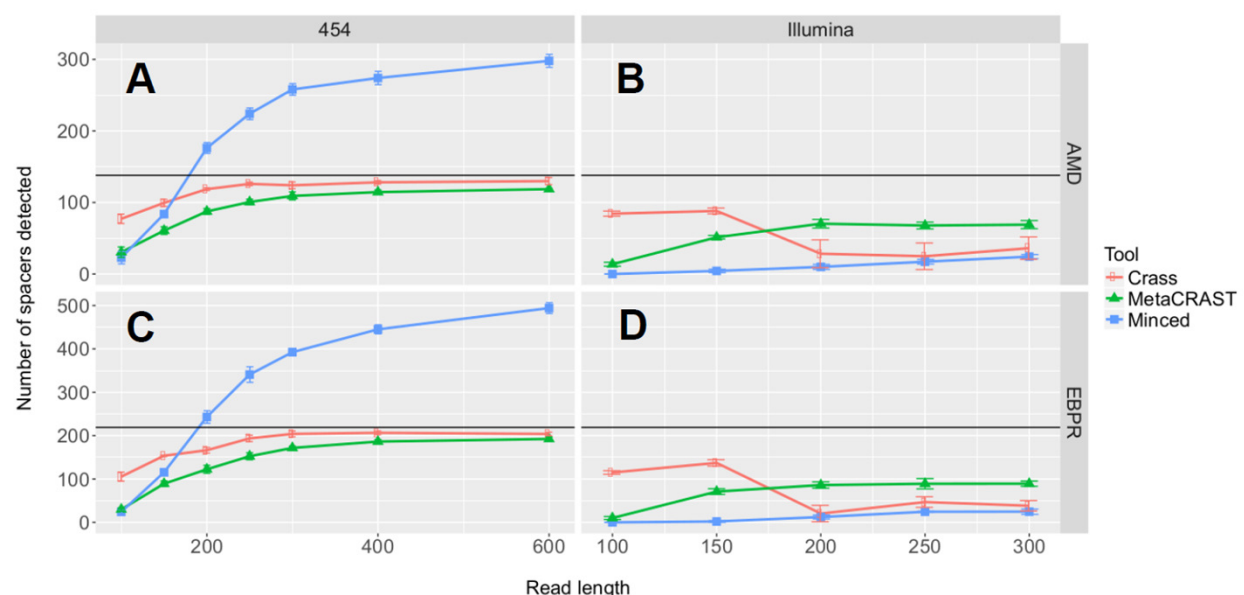 454
Illumina
A
B
300
200
100
0
AMD
Number of spacers detected
C
D
500
400
300
200
100
0
EBPR
200
400
600
100
150
200
250
300
Read length
Tool
Crass
MetaCRAST
Minced